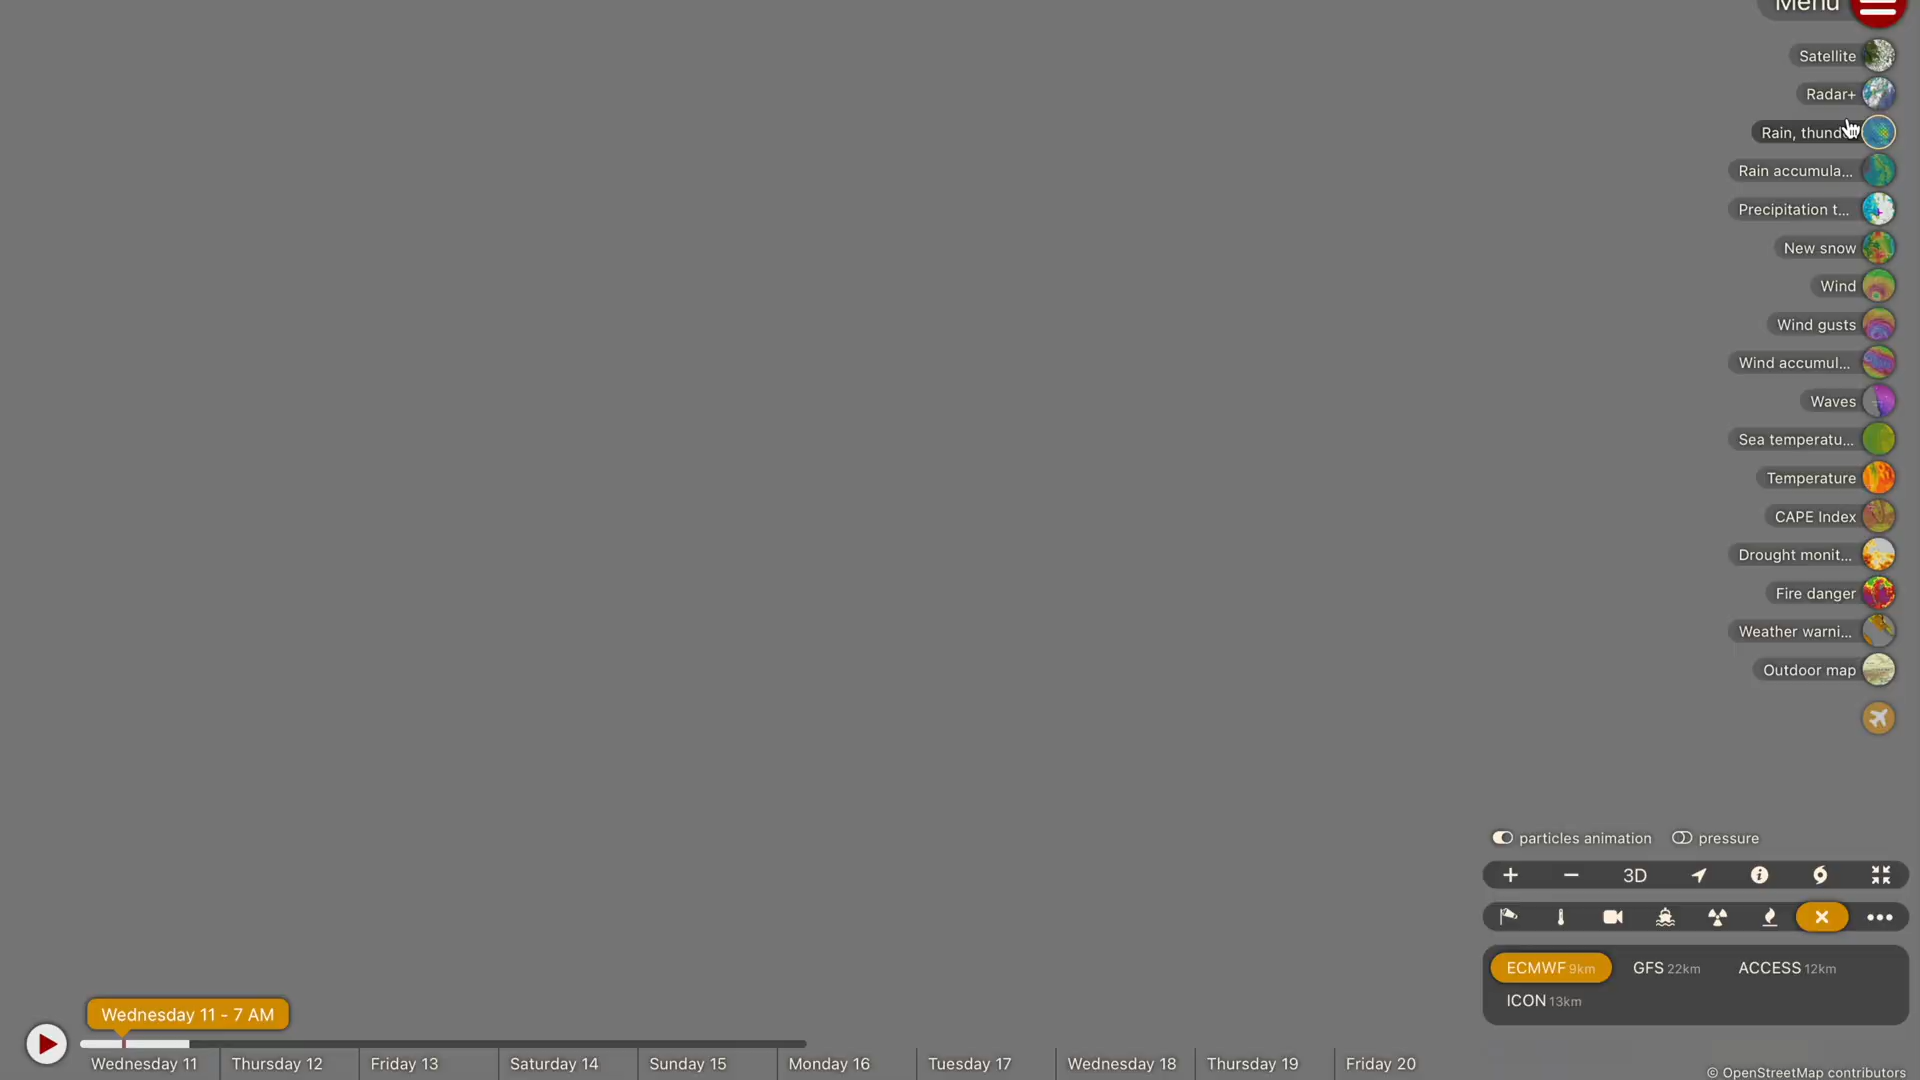 Menu
Satellite
Radar+
Rain, thund
Rain accumula...
Precipitation t...
New snow
Wind
Wind gusts
Wind accumul...
Waves
Sea temperatu...
Temperature
CAPE Index
Drought monit...
Fire danger
Weather warni...
Outdoor map
particles animation pressure
+ − 3D
ECMWF 9km GFS 22km ACCESS 12km
ICON 13km
Wednesday 11 - 7 AM
Wednesday 11 Thursday 12 Friday 13 Saturday 14 Sunday 15 Monday 16 Tuesday 17 Wednesday 18 Thursday 19 Friday 20
© OpenStreetMap contributors